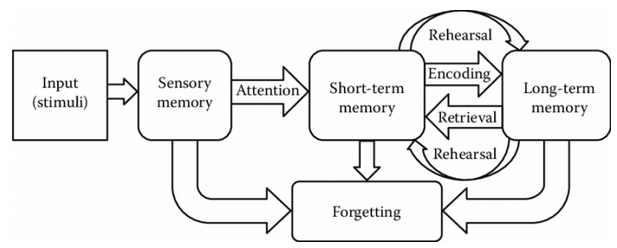 Rehearsal
Input
(stimuli)
Sensory
memory
Attention
Short-term
memory
Encoding
Retrieval
Long-term
memory
Rehearsal
Forgetting